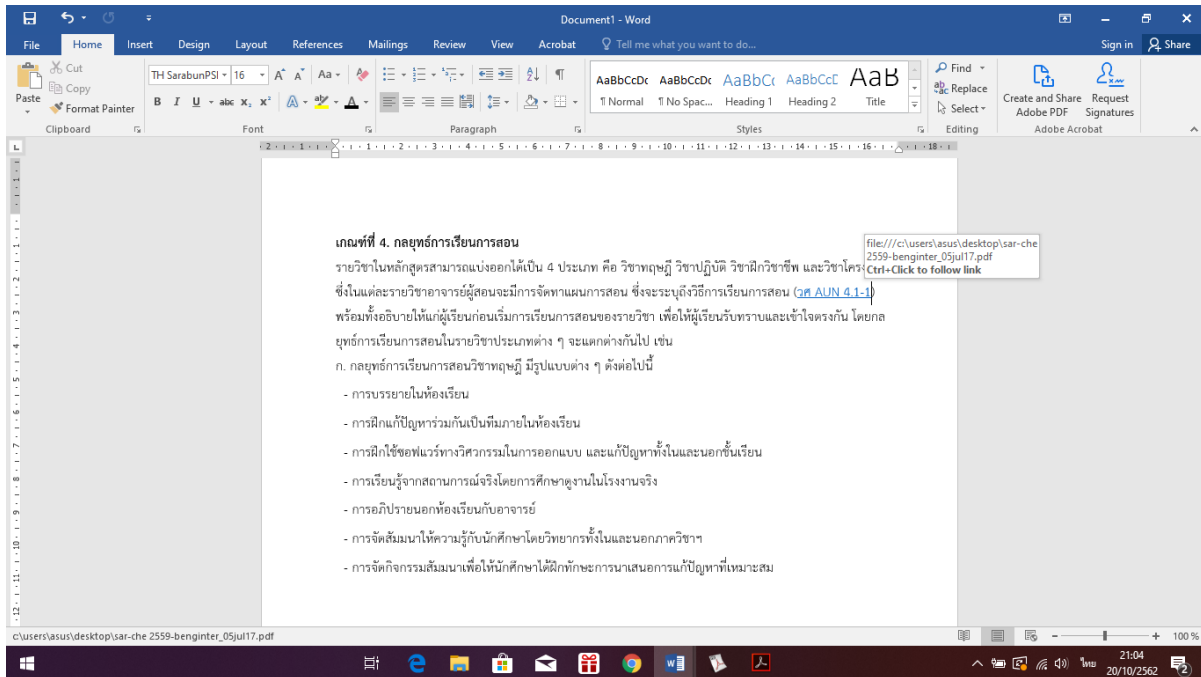 Document1 - Word
File Home Insert Design Layout References Mailings Review View Acrobat Tell me what you want to do... Sign in Share
Paste Cut Copy Format Painter
TH SarabunPSI 16
Find
Replace
Select
AaBbCcDc AaBbCcDc AaBbCc AaBbCcE AaB
¶ Normal ¶ No Spac... Heading 1 Heading 2 Title
Create and Share Adobe PDF
Request Signatures
Clipboard Font Paragraph Styles Editing Adobe Acrobat
2 1 1 2 3 4 5 6 7 8 9 10 11 12 13 14 15 16 18
เกณฑ์ที่ 4. กลยุทธ์การเรียนการสอน
รายวิชาในหลักสูตรสามารถแบ่งออกได้เป็น 4 ประเภท คือ วิชาทฤษฎี วิชาปฏิบัติ วิชาฝึกวิชาชีพ และวิชาโครง
file:///c:\users\asus\desktop\sar-che
2559-benginter_05jul17.pdf
Ctrl+Click to follow link
ซึ่งในแต่ละรายวิชาอาจารย์ผู้สอนจะมีการจัดทาแผนการสอน ซึ่งจะระบุถึงวิธีการเรียนการสอน (วศ AUN 4.1-1)
พร้อมทั้งอธิบายให้แก่ผู้เรียนก่อนเริ่มการเรียนการสอนของรายวิชา เพื่อให้ผู้เรียนรับทราบและเข้าใจตรงกัน โดยกล
ยุทธ์การเรียนการสอนในรายวิชาประเภทต่าง ๆ จะแตกต่างกันไป เช่น
ก. กลยุทธ์การเรียนการสอนวิชาทฤษฎี มีรูปแบบต่าง ๆ ดังต่อไปนี้
- การบรรยายในห้องเรียน
- การฝึกแก้ปัญหาร่วมกันเป็นทีมภายในห้องเรียน
- การฝึกใช้ซอฟแวร์ทางวิศวกรรมในการออกแบบ และแก้ปัญหาทั้งในและนอกชั้นเรียน
- การเรียนรู้จากสถานการณ์จริงโดยการศึกษาดูงานในโรงงานจริง
- การอภิปรายนอกห้องเรียนกับอาจารย์
- การจัดสัมมนาให้ความรู้กับนักศึกษาโดยวิทยากรทั้งในและนอกภาควิชาฯ
- การจัดกิจกรรมสัมมนาเพื่อให้นักศึกษาได้ฝึกทักษะการนาเสนอการแก้ปัญหาที่เหมาะสม
c:\users\asus\desktop\sar-che 2559-benginter_05jul17.pdf
100 %
ไทย
21:04
20/10/2562